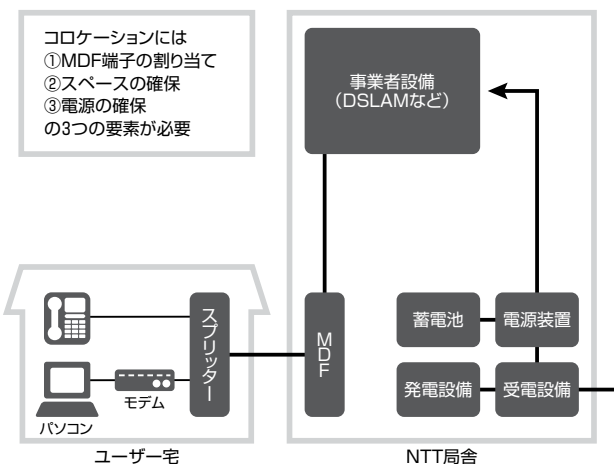 コロケーションには
①MDF端子の割り当て
②スペースの確保
③電源の確保
の3つの要素が必要
事業者設備
（DSLAMなど）
スプリッター
モデム
パソコン
ユーザー宅
MDF
蓄電池
電源装置
発電設備
受電設備
NTT局舎